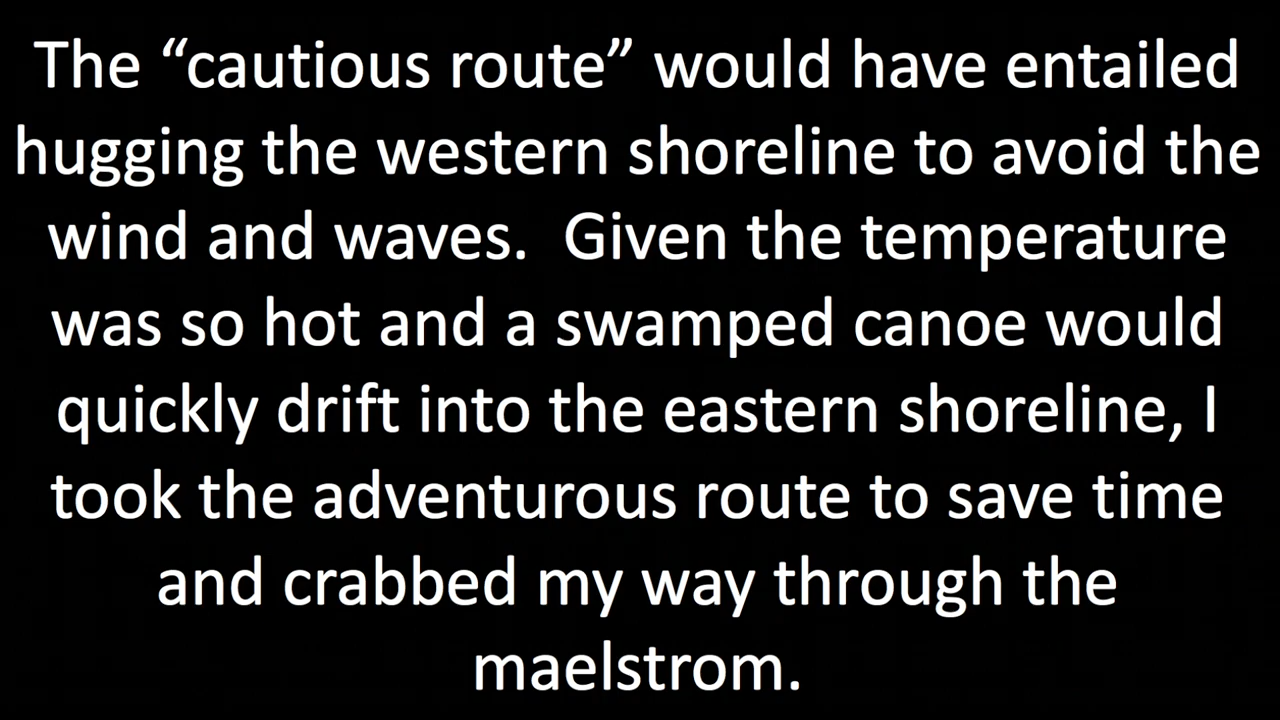 The “cautious route” would have entailed
hugging the western shoreline to avoid the
wind and waves.  Given the temperature
was so hot and a swamped canoe would
quickly drift into the eastern shoreline, I
took the adventurous route to save time
and crabbed my way through the
maelstrom.